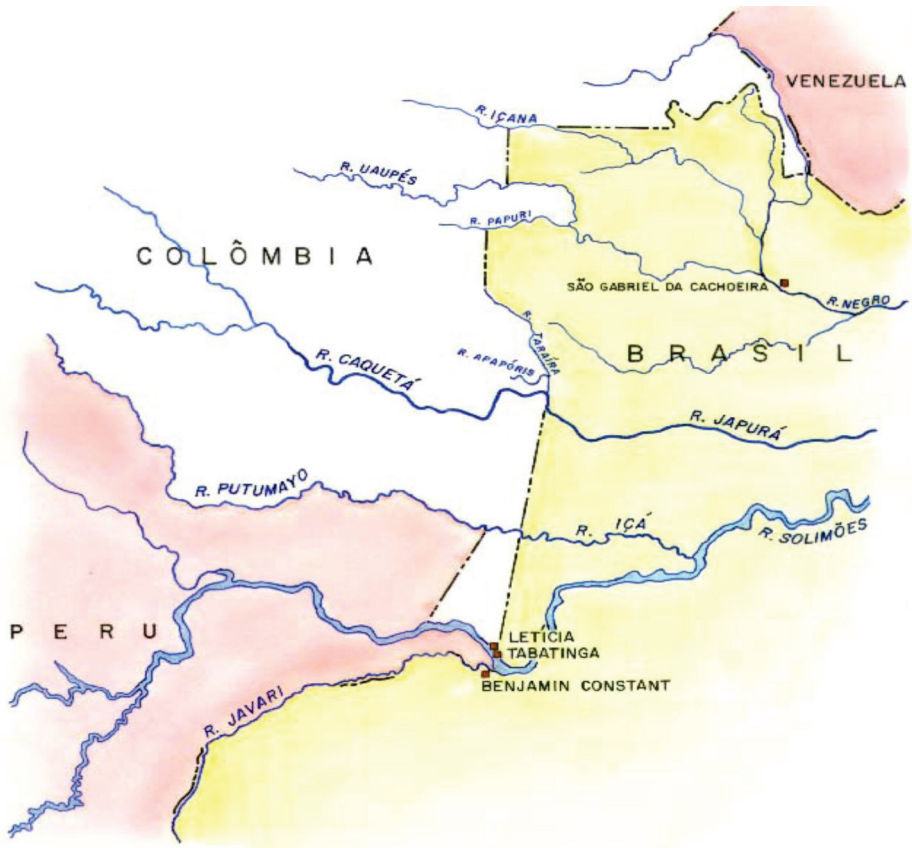 VENEZUELA
R. IÇANA
R. UAUPÉS
R. PAPURI
COLÔMBIA
SÃO GABRIEL DA CACHOEIRA
R. NEGRO
R. TARAÍRA
BRASIL
R. APAPÓRIS
R. CAQUETÁ
R. JAPURÁ
R. PUTUMAYO
R. IÇÁ
R. SOLIMÕES
PERU
LETÍCIA
TABATINGA
BENJAMIN CONSTANT
R. JAVARI